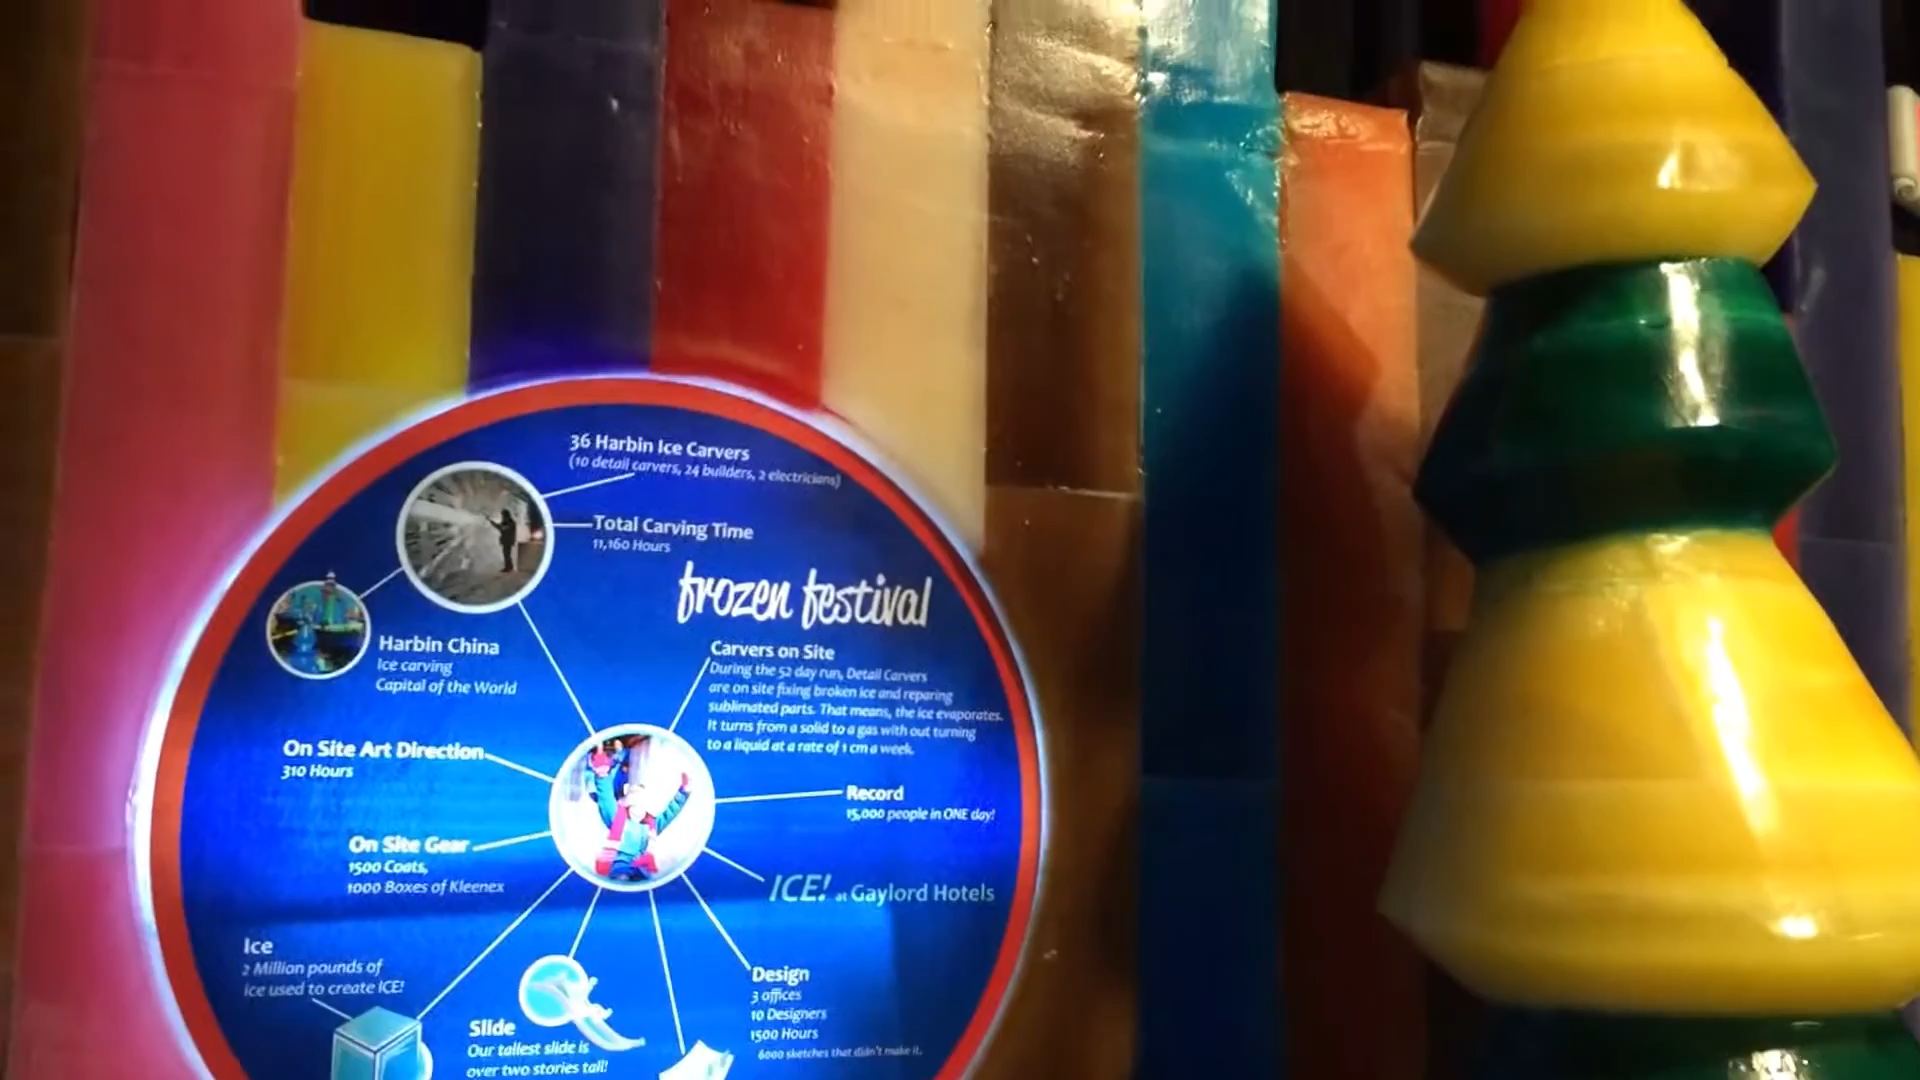 36 Harbin Ice Carvers
(10 detail carvers, 24 builders, 2 electricians)
Total Carving Time
11,160 Hours
frozen festival
Harbin China
Ice carving
Capital of the World
Carvers on Site
During the 52 day run, Detail Carvers
are on site fixing broken ice and reparing
sublimated parts. That means, the ice evaporates.
It turns from a solid to a gas with out turning
to a liquid at a rate of 1 cm a week.
On Site Art Direction
310 Hours
Record
15,000 people in ONE day!
On Site Gear
1500 Coats,
1000 Boxes of Kleenex
ICE! at Gaylord Hotels
Ice
2 Million pounds of
ice used to create ICE!
Design
3 offices
10 Designers
1500 Hours
6000 sketches that didn't make it.
Slide
Our tallest slide is
over two stories tall!